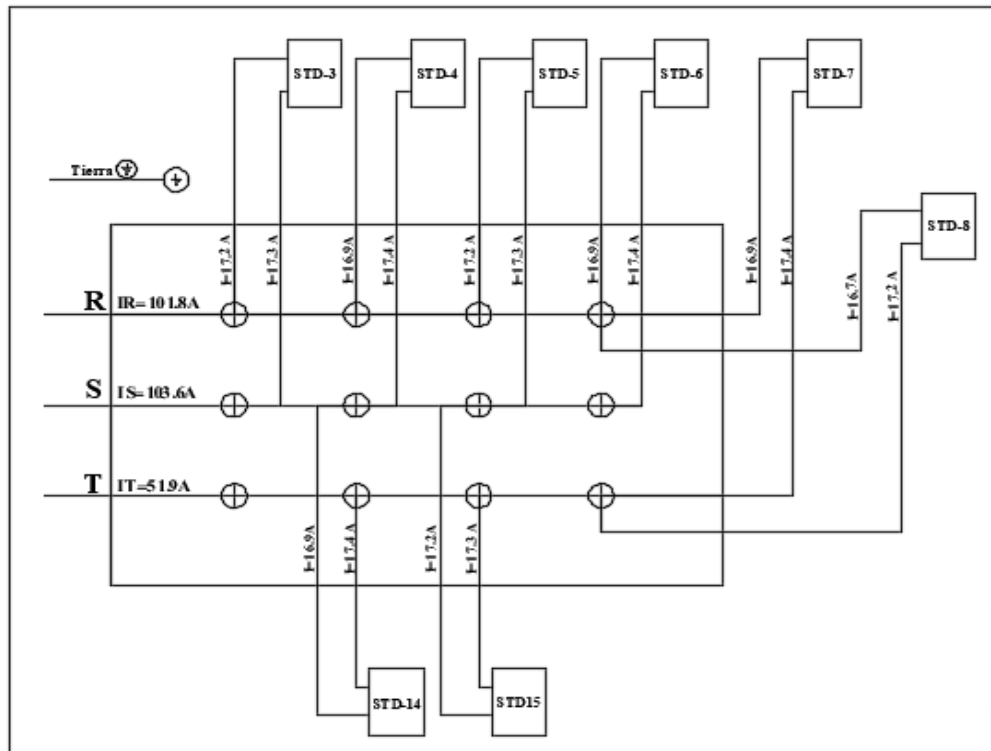 STD-3
STD-4
STD-5
STD-6
STD-7
STD-8
Tierra
I=17.2 A
I=17.3 A
I=16.9A
I=17.4 A
I=17.2 A
I=17.3 A
I=16.9A
I=17.4 A
I=16.9A
I=17.4 A
I=16.7A
I=17.2 A
R IR=101.8A
S IS=103.6A
T IT=51.9A
I=16.9A
I=17.4 A
I=17.2A
I=17.3 A
STD-14
STD15